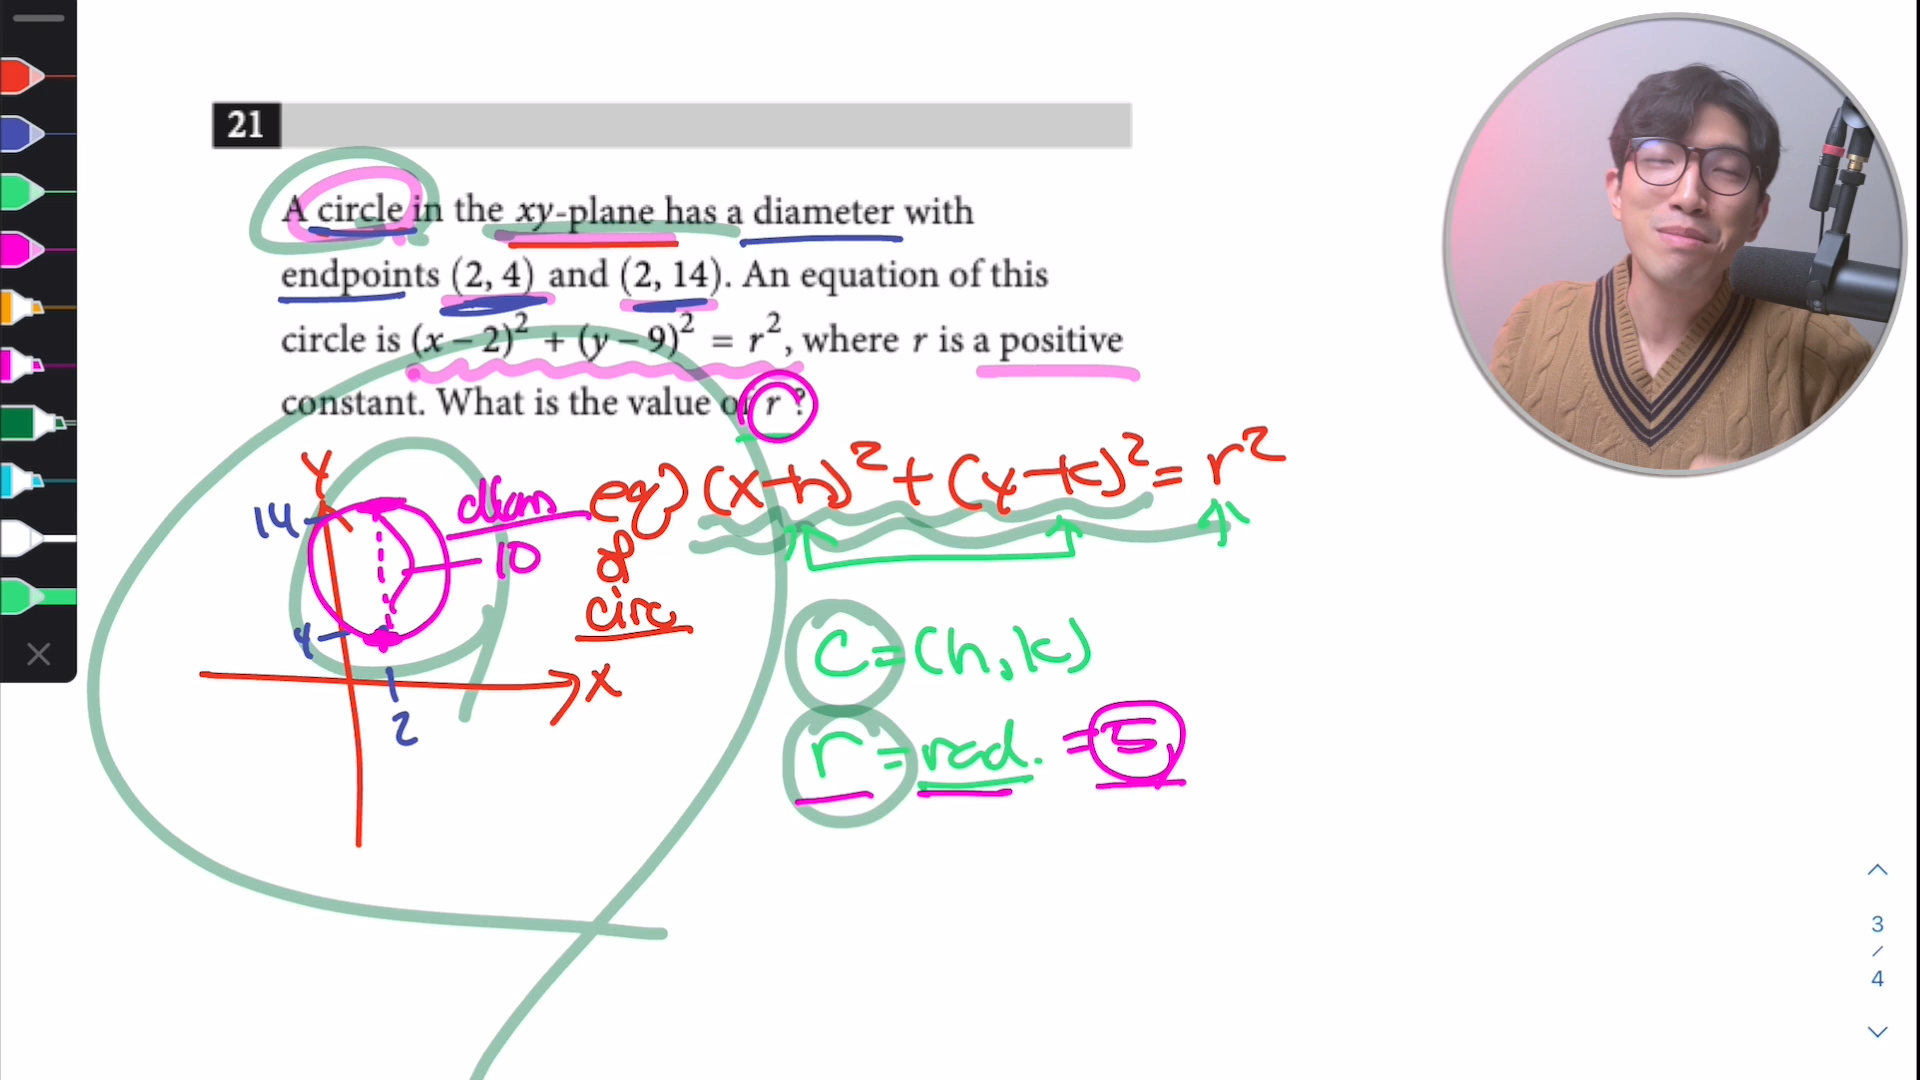 21
A circle in the xy-plane has a diameter with
endpoints (2, 4) and (2, 14). An equation of this
circle is (x – 2)² + (y – 9)² = r², where r is a positive
constant. What is the value of r ?
eq) (x-h)² + (y-k)² = r²
of
circ
Y
14
diam
10
4
X
2
C = (h, k)
r = rad. = 5
3
/
4